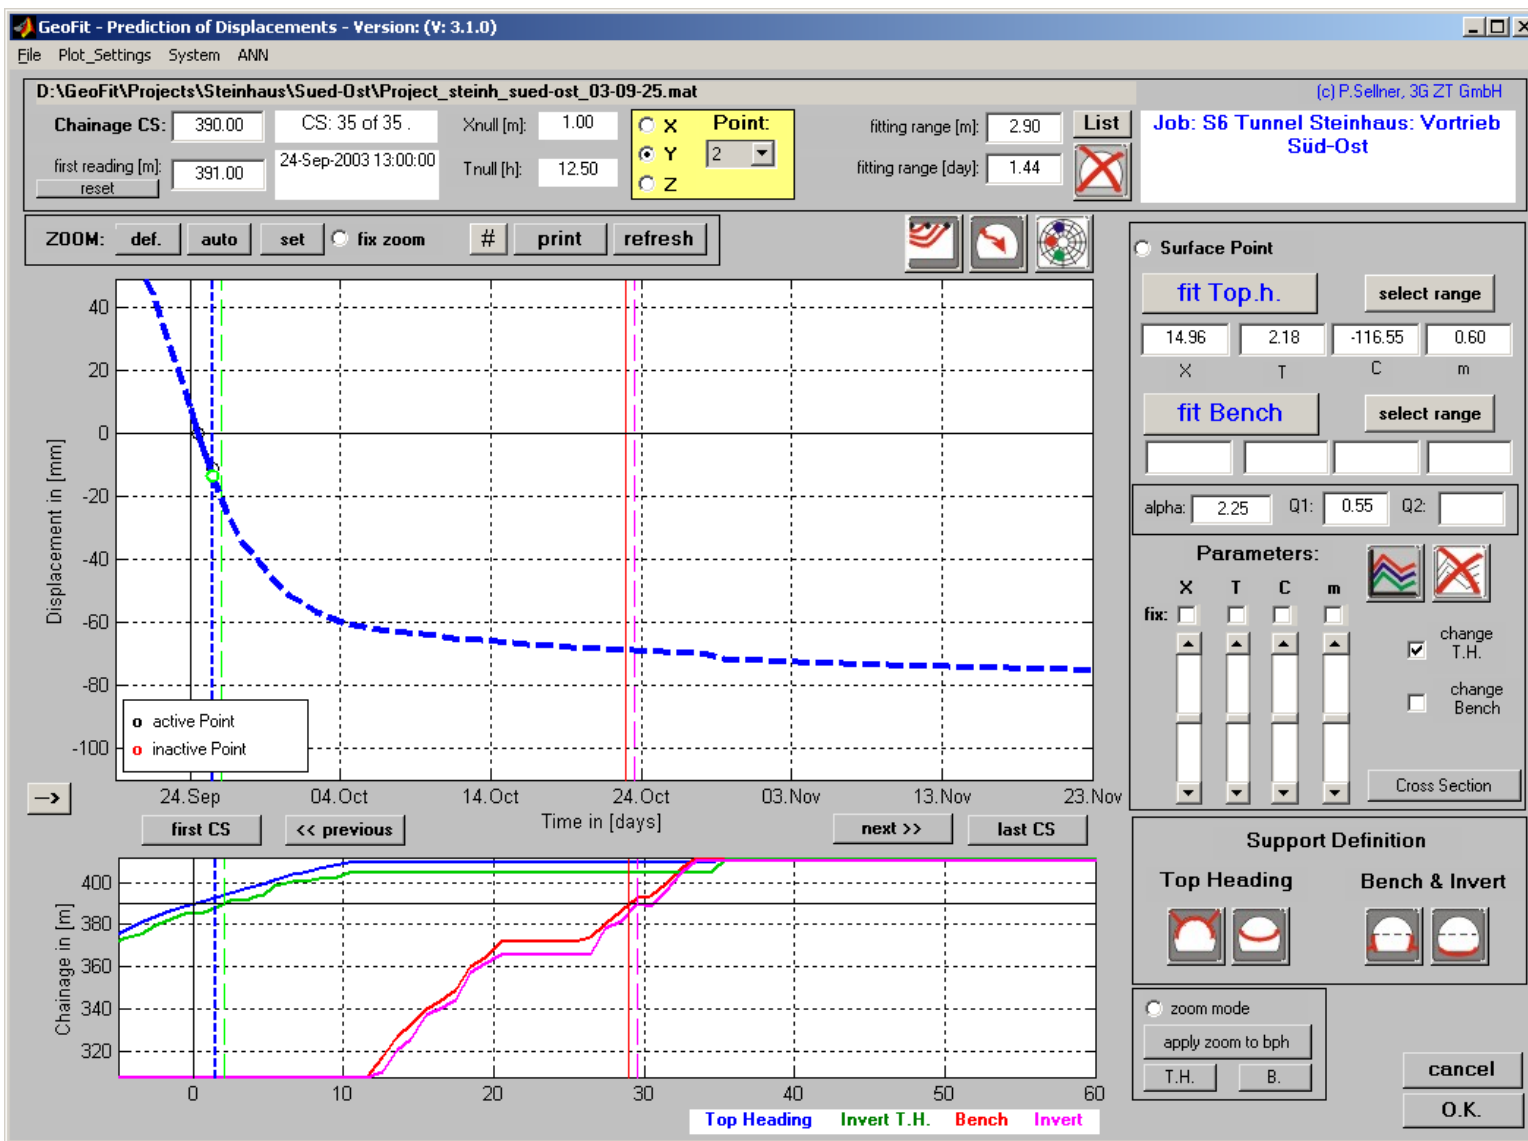 GeoFit - Prediction of Displacements - Version: (V: 3.1.0)
File Plot_Settings System ANN
D:\GeoFit\Projects\Steinhaus\Sued-Ost\Project_steinh_sued-ost_03-09-25.mat
(c) P.Sellner, 3G ZT GmbH
Chainage CS: 390.00 CS: 35 of 35 . Xnull [m]: 1.00 X Point: fitting range [m]: 2.90 List
Job: S6 Tunnel Steinhaus: Vortrieb
Süd-Ost
first reading [m]: 391.00 24-Sep-2003 13:00:00 Tnull [h]: 12.50 Y 2 fitting range [day]: 1.44
reset
Z
ZOOM: def. auto set fix zoom # print refresh
Surface Point
fit Top.h. select range
14.96 2.18 -116.55 0.60
X T C m
fit Bench select range
alpha: 2.25 Q1: 0.55 Q2:
Parameters:
X T C m
fix:
change
T.H.
change
Bench
Cross Section
Displacement in [mm]
40
20
0
-20
-40
-60
-80
-100
o active Point
o inactive Point
24.Sep 04.Oct 14.Oct 24.Oct 03.Nov 13.Nov 23.Nov
Time in [days]
-->
first CS << previous next >> last CS
Chainage in [m]
400
380
360
340
320
0 10 20 30 40 50 60
Top Heading Invert T.H. Bench Invert
Support Definition
Top Heading Bench & Invert
zoom mode
apply zoom to bph
T.H. B.
cancel
O.K.